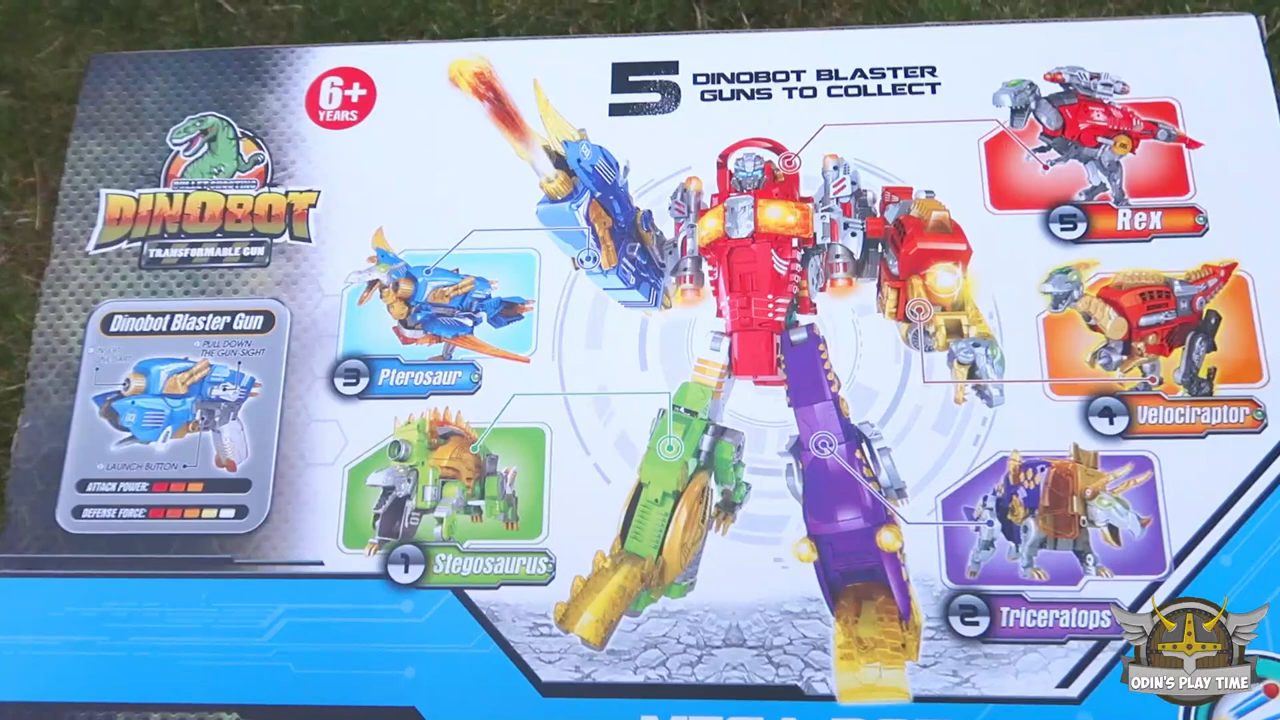 6+
YEARS
5 DINOBOT BLASTER
GUNS TO COLLECT
DINOBOT
TRANSFORMABLE GUN
Dinobot Blaster Gun
PULL DOWN
THE GUN-SIGHT
INSERT
LAUNCH BUTTON
ATTACK POWER:
DEFENSE FORCE:
3 Pterosaur
1 Stegosaurus
5 Rex
4 Velociraptor
2 Triceratops
ODIN'S PLAY TIME